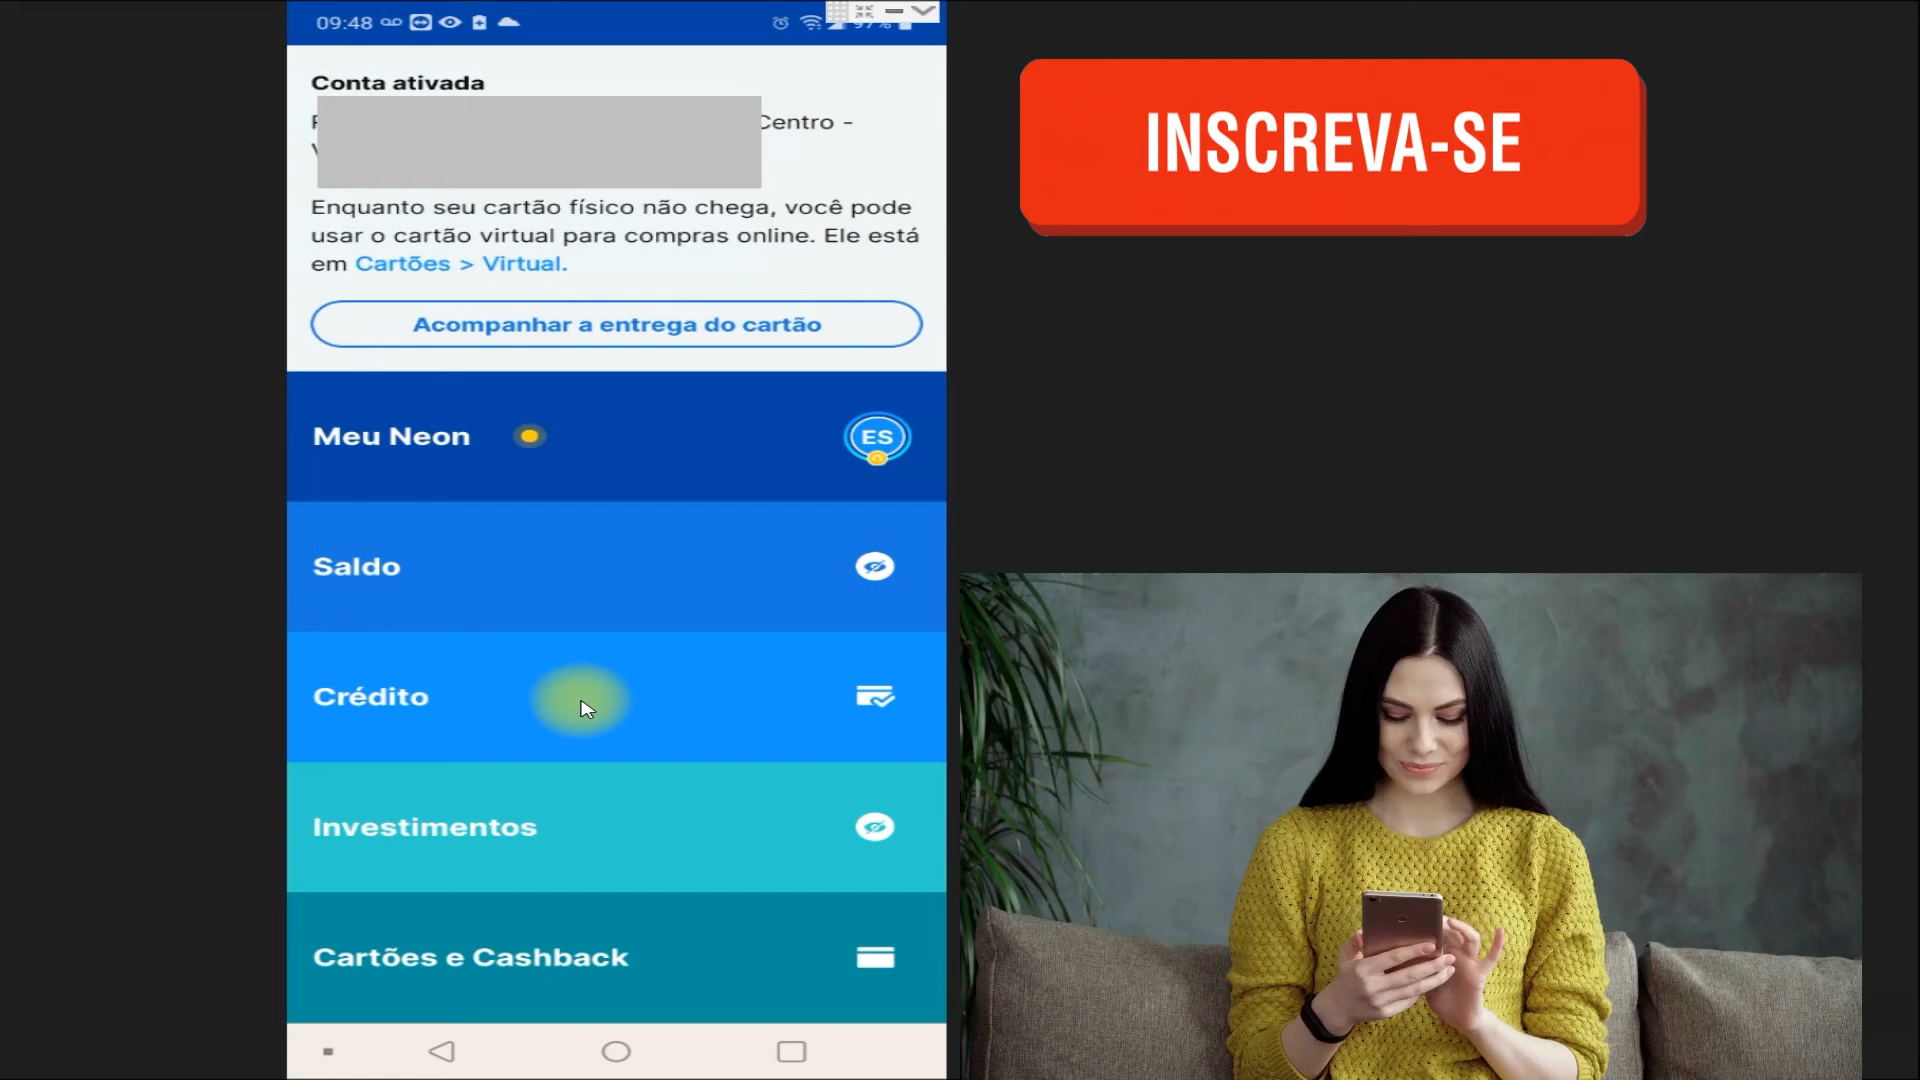 09:48
97%
Conta ativada
Centro -
Enquanto seu cartão físico não chega, você pode
usar o cartão virtual para compras online. Ele está
em Cartões > Virtual.
Acompanhar a entrega do cartão
Meu Neon
ES
Saldo
Crédito
Investimentos
Cartões e Cashback
INSCREVA-SE